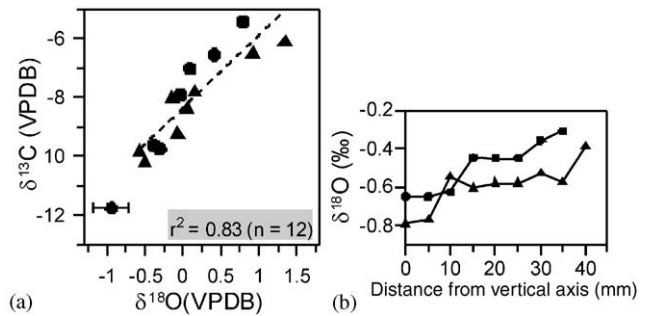 -6
-8
10
-12
δ13C (VPDB)
r2 = 0.83 (n = 12)
-1 -0.5 0 0.5 1 1.5
(a) δ18O(VPDB)
-0.2
-0.4
-0.6
-0.8
δ18O (‰)
0 10 20 30 40
Distance from vertical axis (mm)
(b)